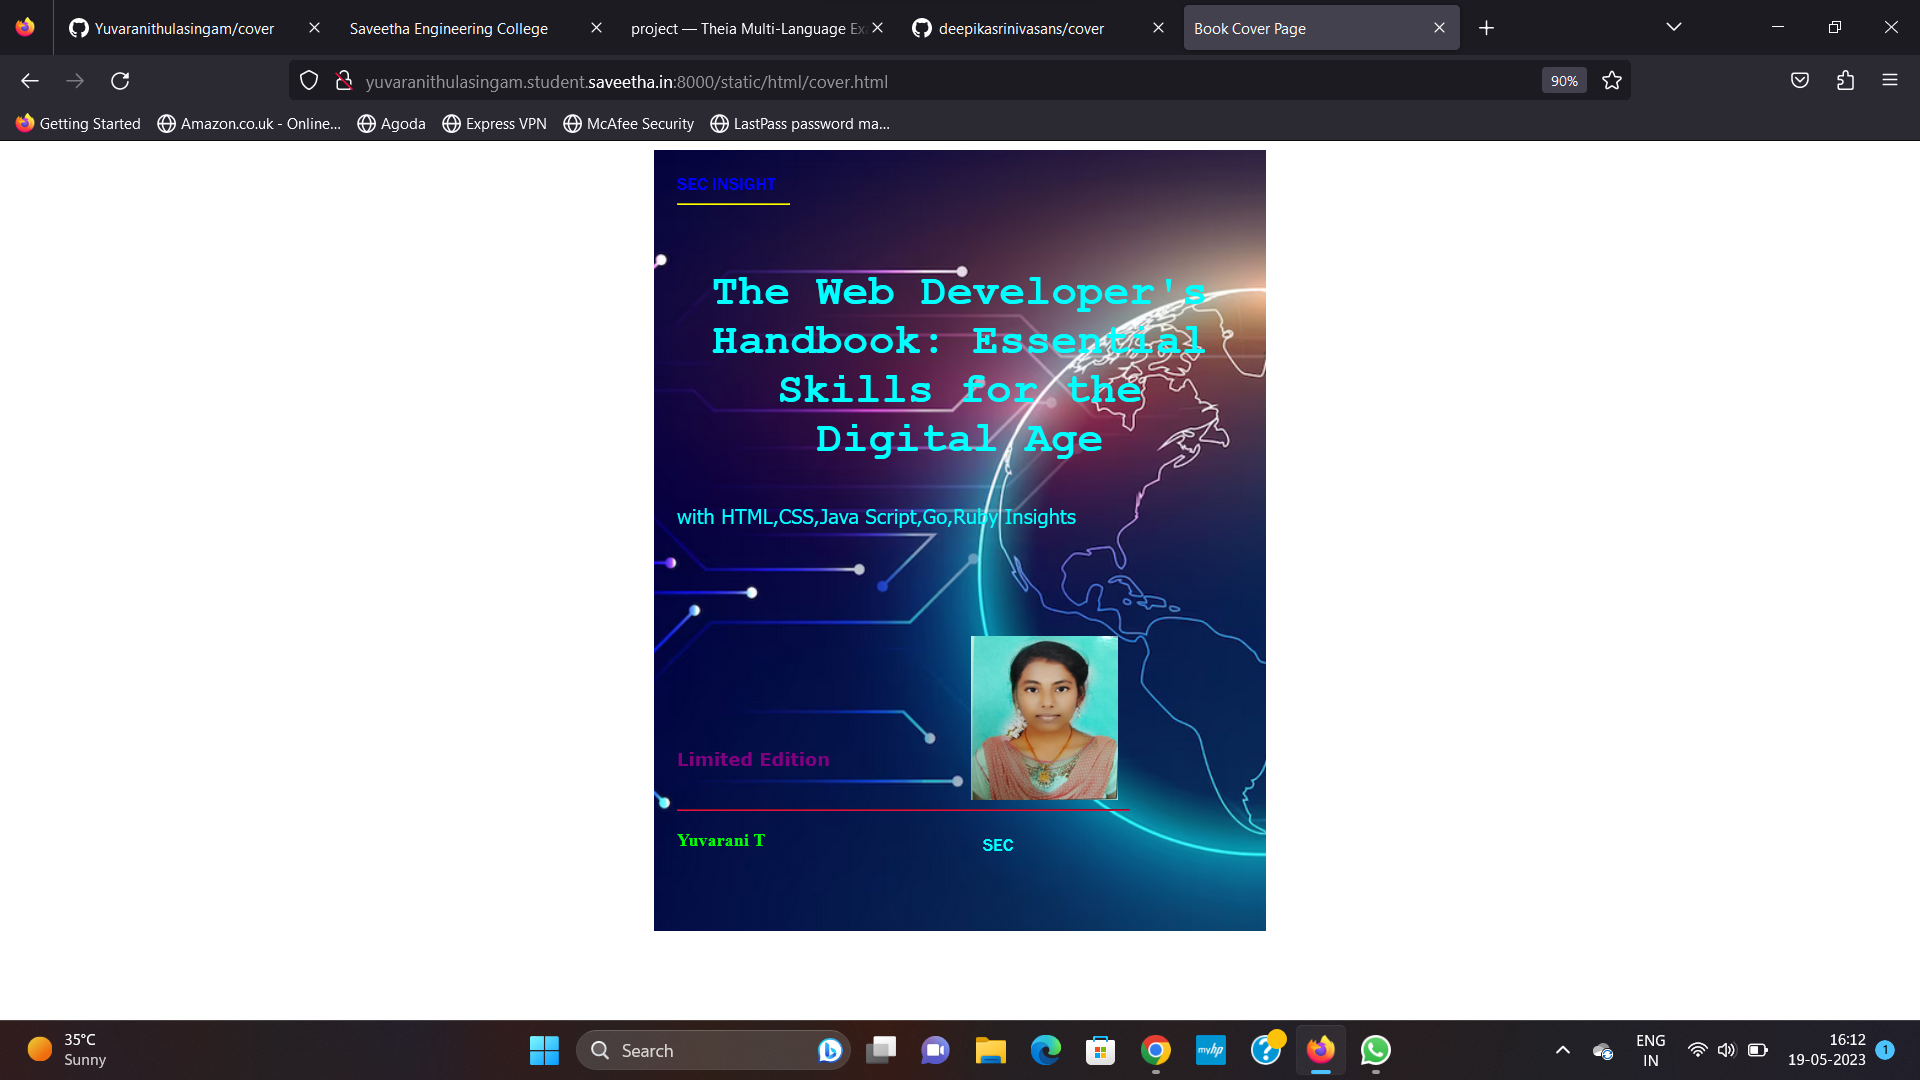 Yuvaranithulasingam/cover
Saveetha Engineering College
project — Theia Multi-Language Ex
deepikasrinivasans/cover
Book Cover Page
yuvaranithulasingam.student.saveetha.in:8000/static/html/cover.html
90%
Getting Started
Amazon.co.uk - Online...
Agoda
Express VPN
McAfee Security
LastPass password ma...
SEC INSIGHT
The Web Developer's
Handbook: Essential
Skills for the
Digital Age
with HTML,CSS,Java Script,Go,Ruby Insights
Limited Edition
Yuvarani T
SEC
35°C
Sunny
Search
myhp
ENG
IN
16:12
19-05-2023
1